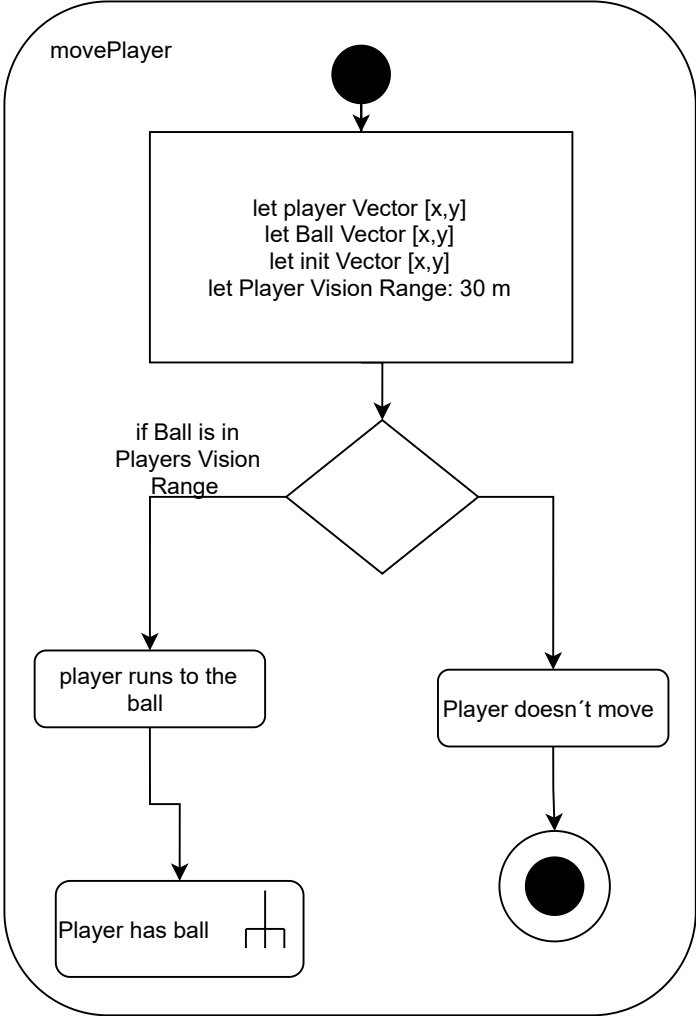 movePlayer
let player Vector [x,y]
let Ball Vector [x,y]
let init Vector [x,y]
let Player Vision Range: 30 m
if Ball is in
Players Vision
Range
player runs to the
ball
Player doesn´t move
Player has ball